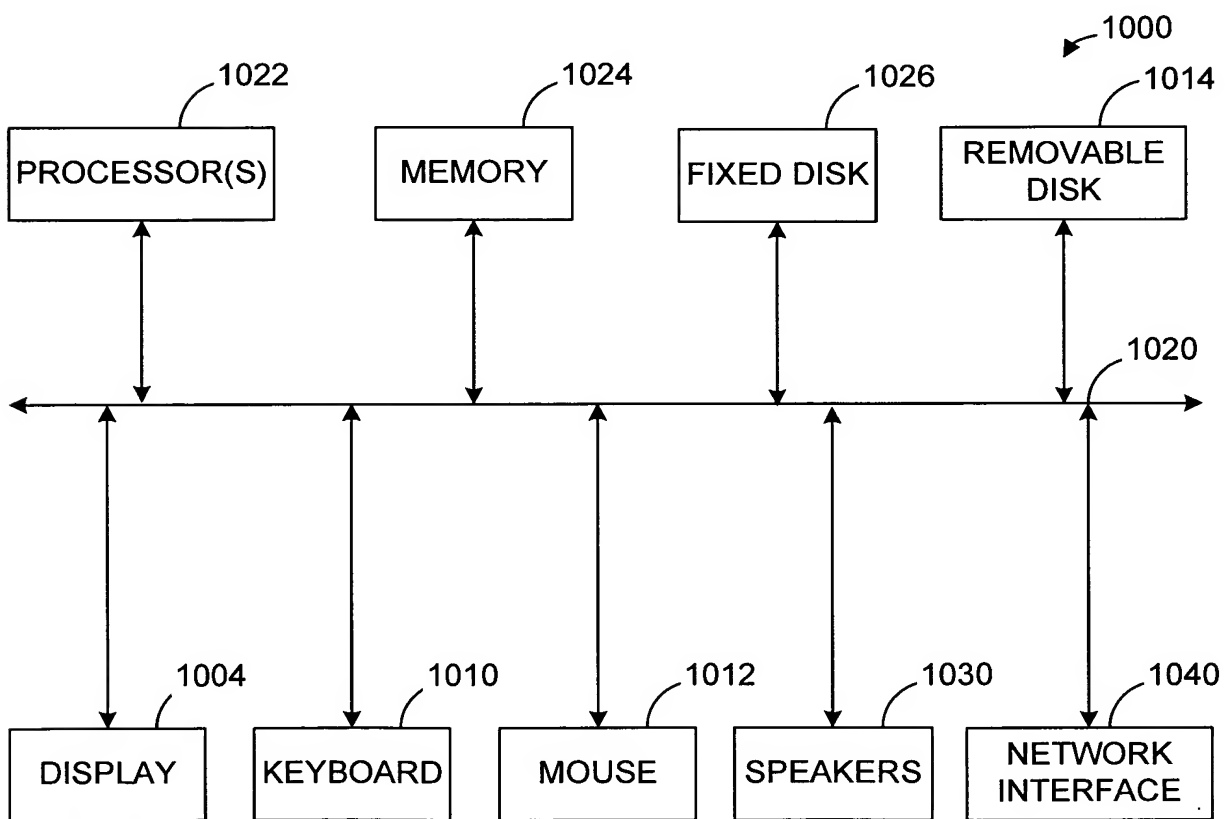 1000
1022
1024
1026
1014
PROCESSOR(S)
MEMORY
FIXED DISK
REMOVABLE
DISK
1020
1004
1010
1012
1030
1040
DISPLAY
KEYBOARD
MOUSE
SPEAKERS
NETWORK
INTERFACE